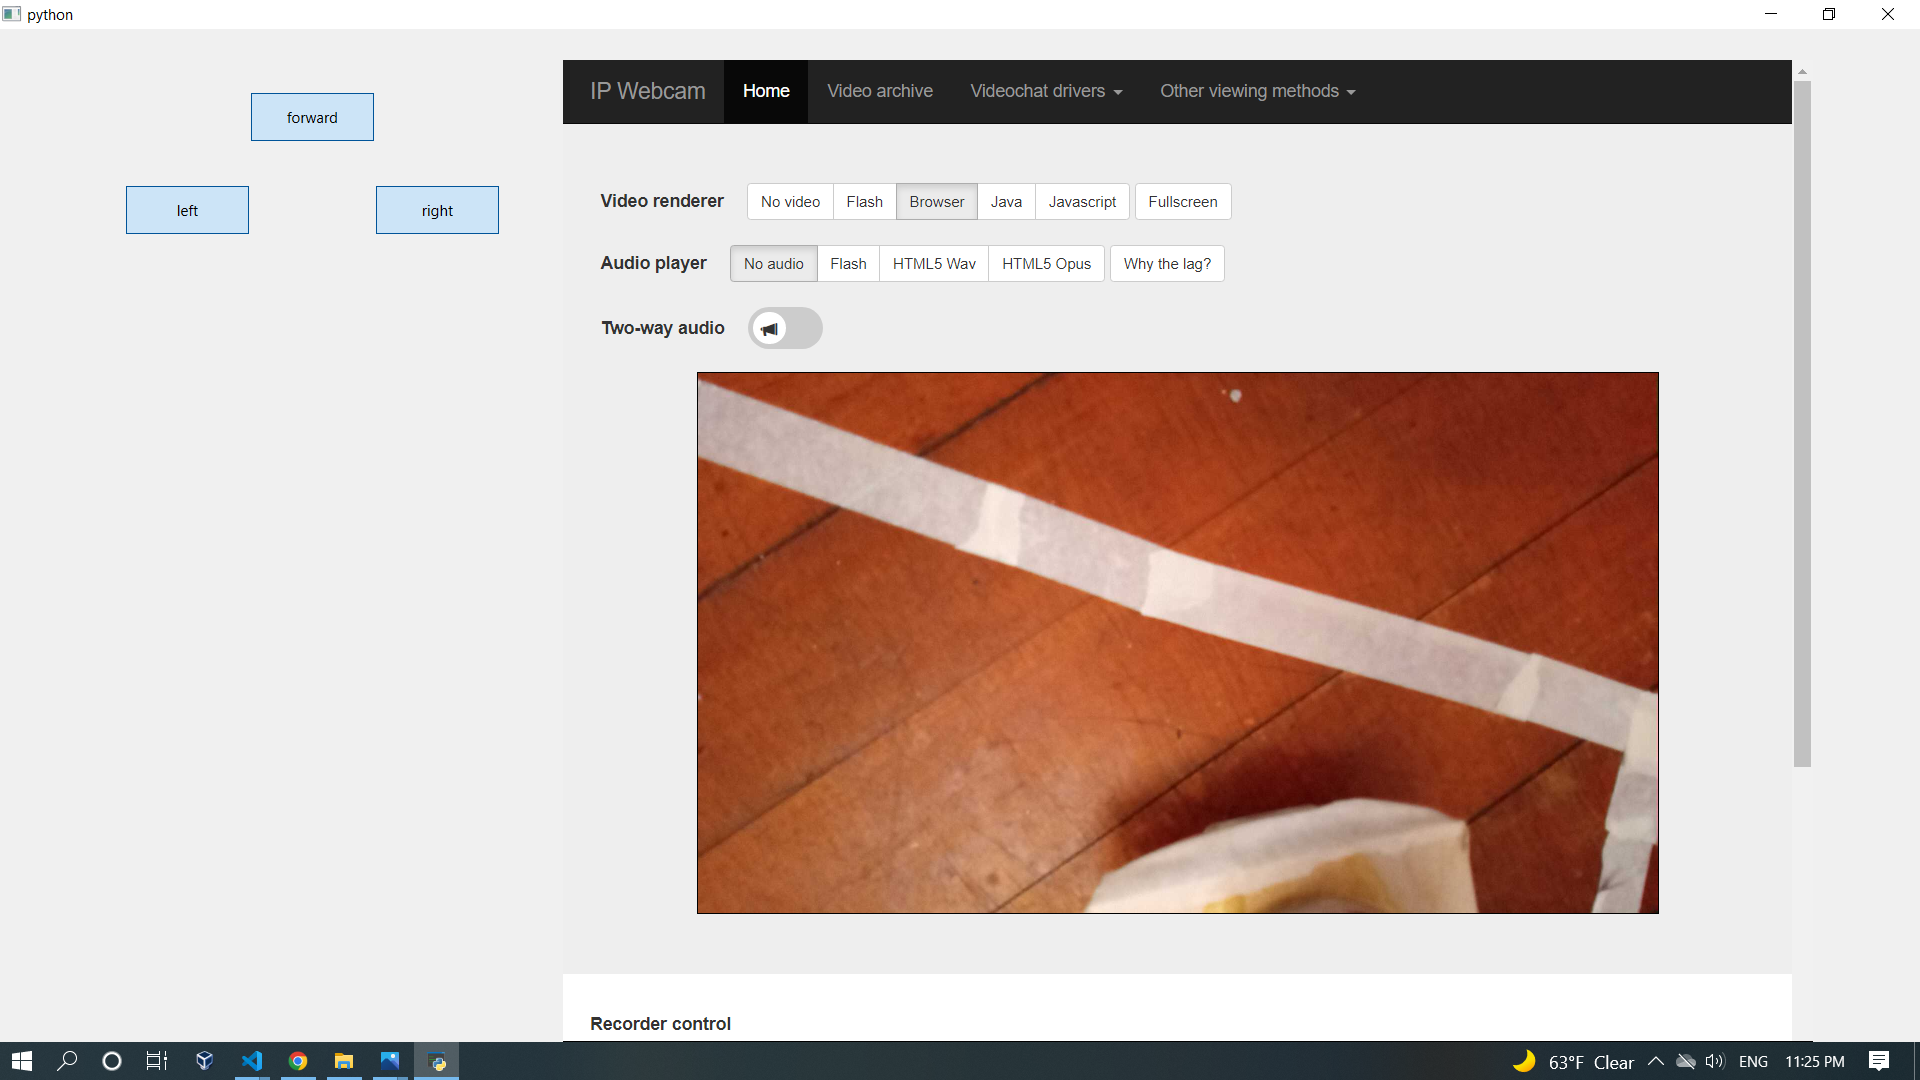 python
forward
left
right
IP Webcam Home Video archive Videochat drivers Other viewing methods
Video renderer No video Flash Browser Java Javascript Fullscreen
Audio player No audio Flash HTML5 Wav HTML5 Opus Why the lag?
Two-way audio
Recorder control
63°F Clear ENG 11:25 PM